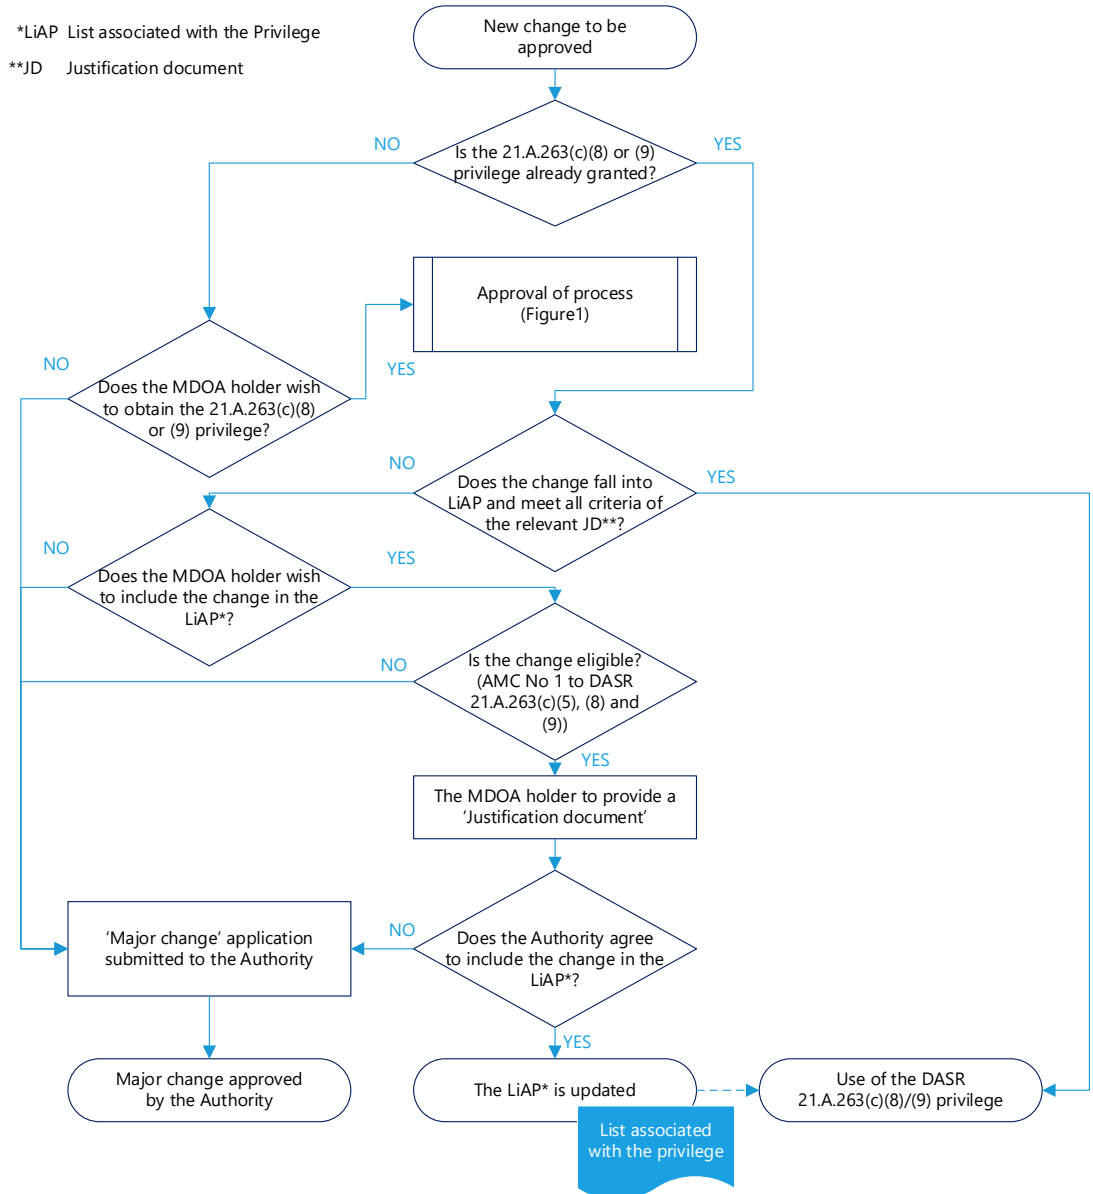 *LiAP List associated with the Privilege
**JD Justification document
New change to be
approved
NO
YES
Is the 21.A.263(c)(8) or (9)
privilege already granted?
Approval of process
(Figure1)
NO
YES
Does the MDOA holder wish
to obtain the 21.A.263(c)(8)
or (9) privilege?
NO
YES
Does the change fall into
LiAP and meet all criteria of
the relevant JD**?
NO
YES
Does the MDOA holder wish
to include the change in the
LiAP*?
NO
Is the change eligible?
(AMC No 1 to DASR
21.A.263(c)(5), (8) and
(9))
YES
The MDOA holder to provide a
‘Justification document‘
‘Major change’ application
submitted to the Authority
NO
Does the Authority agree
to include the change in the
LiAP*?
YES
Major change approved
by the Authority
The LiAP* is updated
Use of the DASR
21.A.263(c)(8)/(9) privilege
List associated
with the privilege